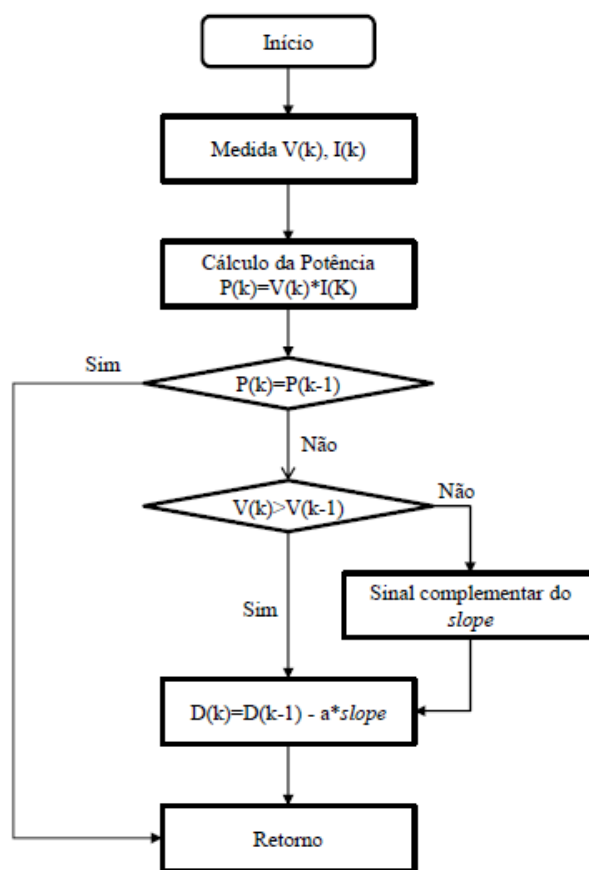 Início
Medida V(k), I(k)
Cálculo da Potência
P(k)=V(k)*I(K)
Sim
P(k)=P(k-1)
Não
V(k)>V(k-1)
Não
Sinal complementar do
slope
Sim
D(k)=D(k-1) - a*slope
Retorno